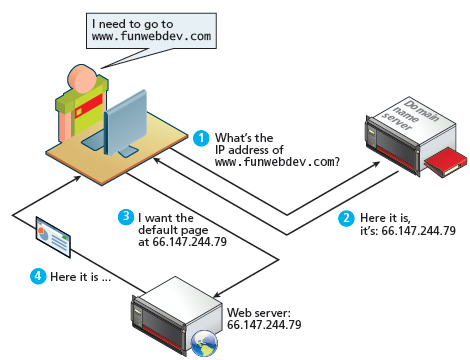 I need to go to
www.funwebdev.com
Domain
name
server
1 What's the
IP address of
www.funwebdev.com?
2 Here it is,
it's: 66.147.244.79
3 I want the
default page
at 66.147.244.79
4 Here it is ...
Web server:
66.147.244.79